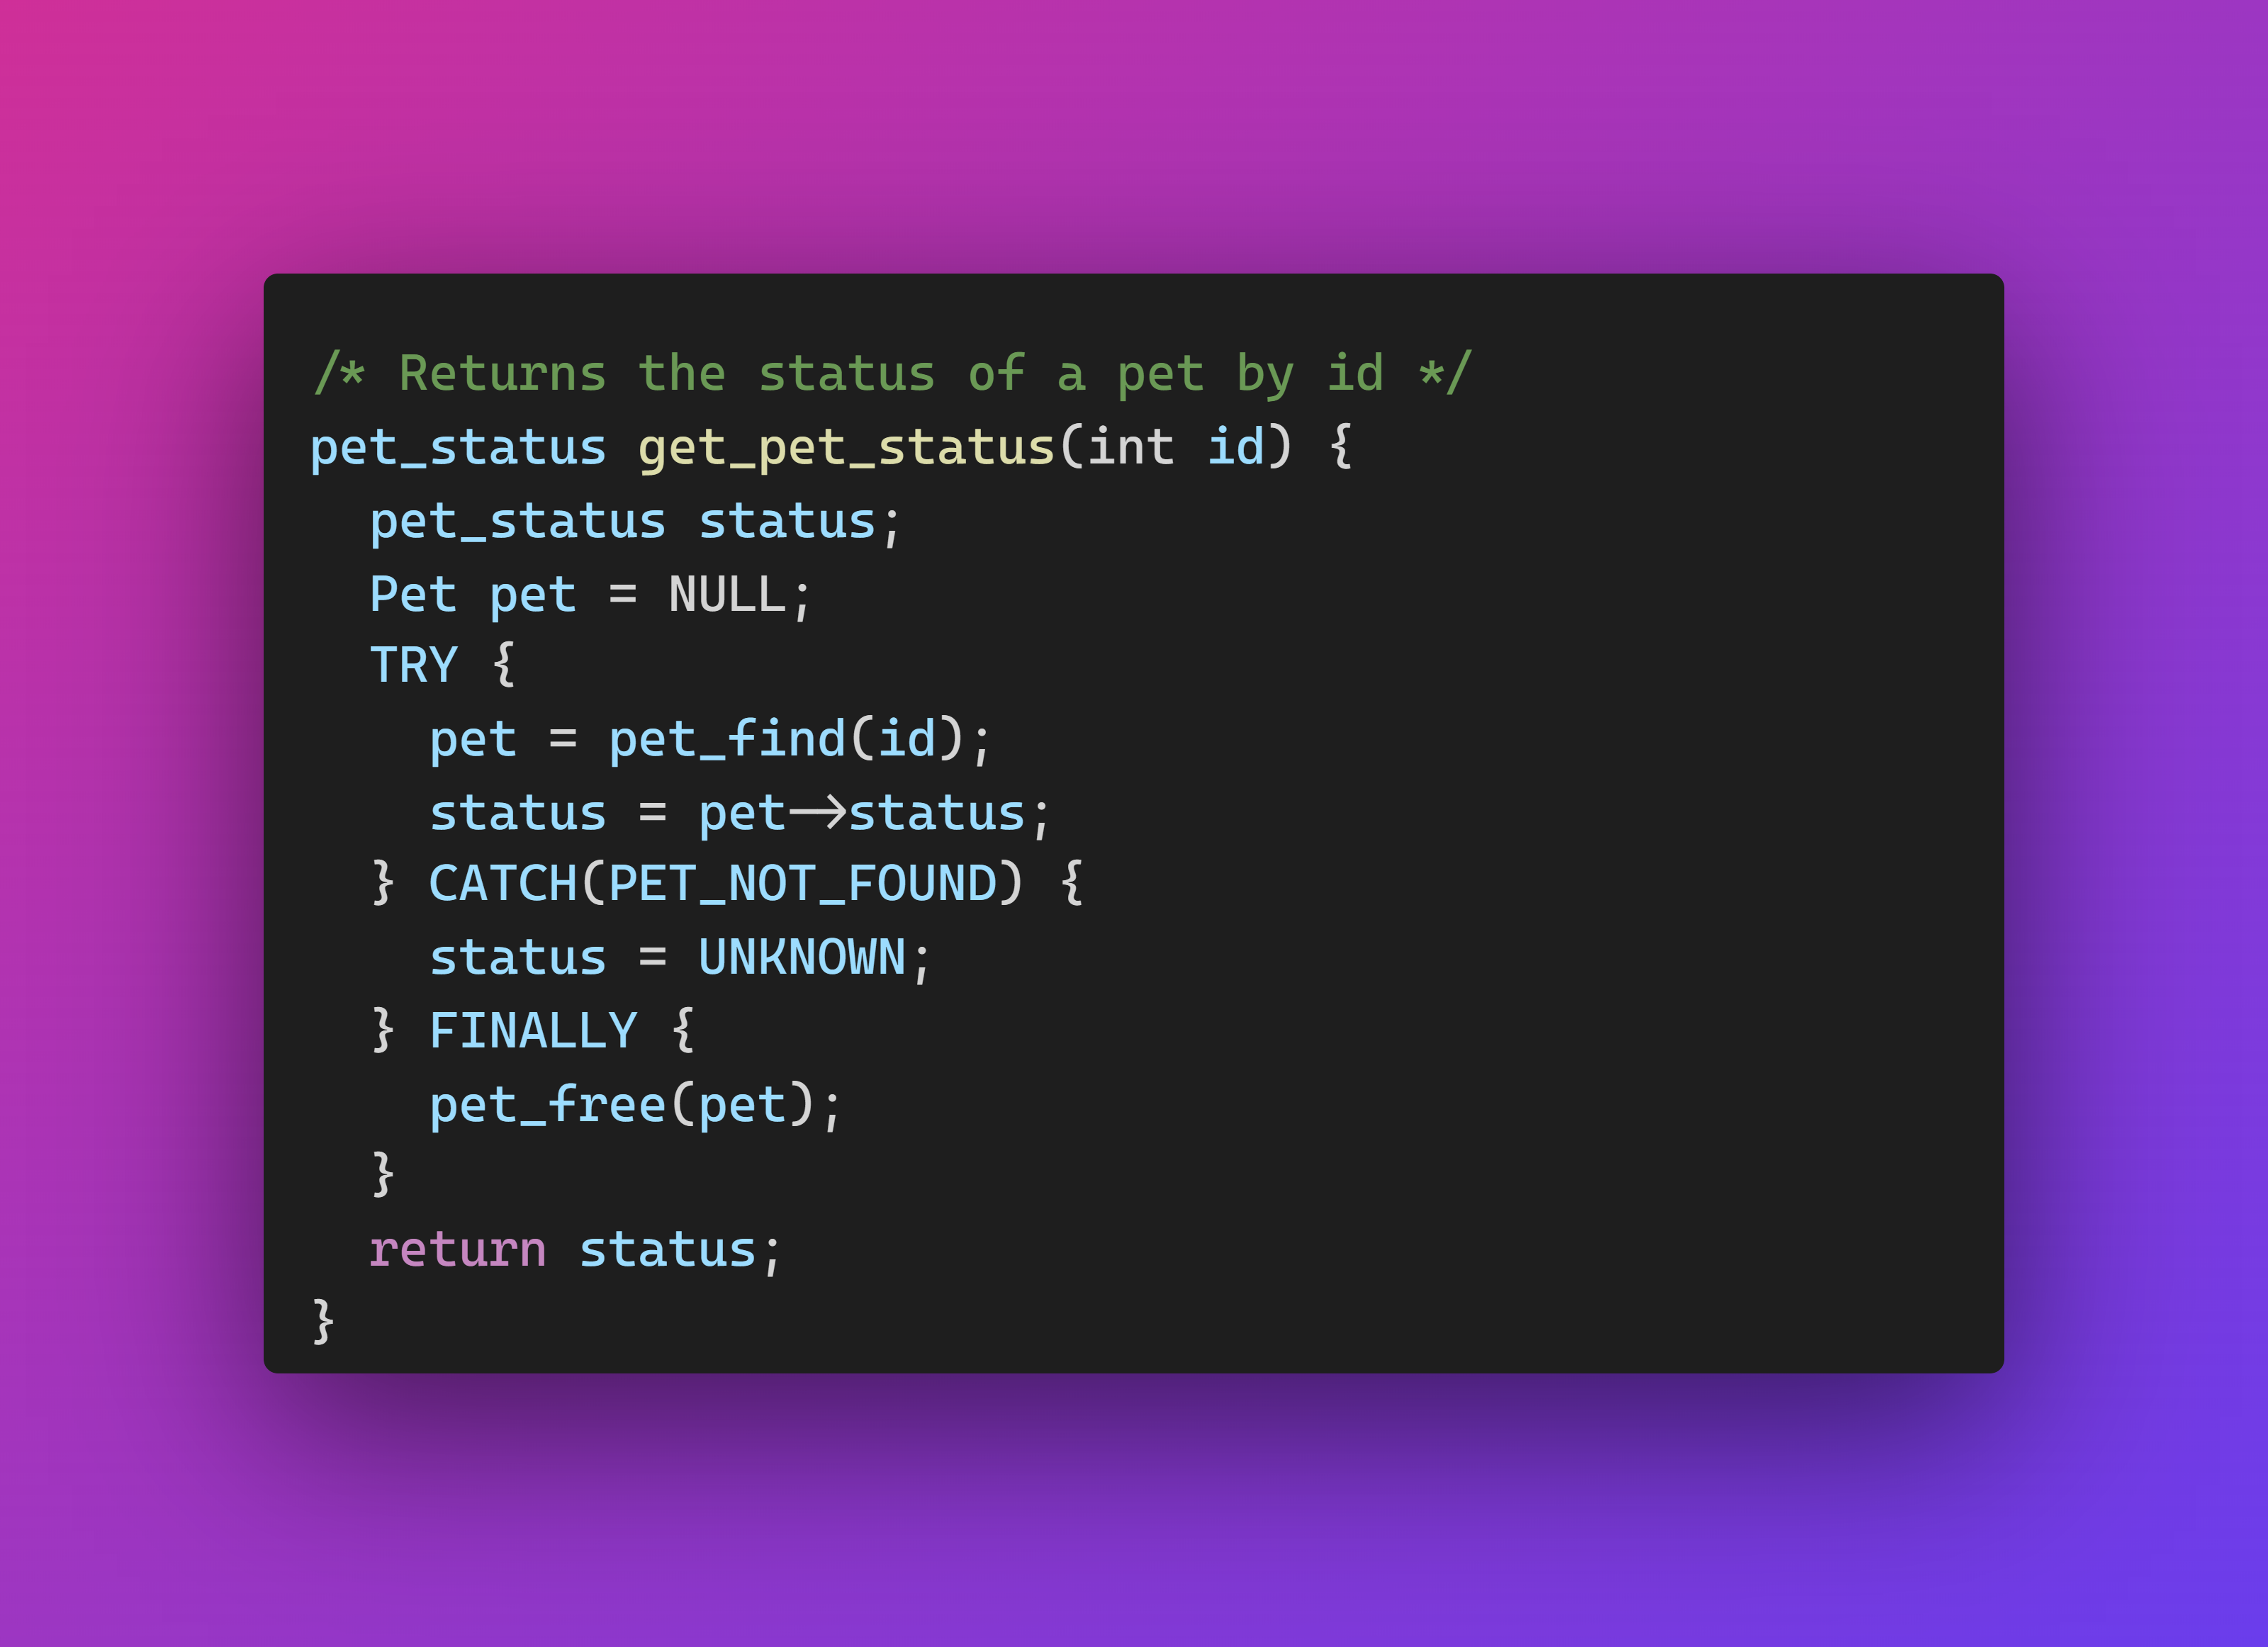 /* Returns the status of a pet by id */
pet_status get_pet_status(int id) {
  pet_status status;
  Pet pet = NULL;
  TRY {
    pet = pet_find(id);
    status = pet->status;
  } CATCH(PET_NOT_FOUND) {
    status = UNKNOWN;
  } FINALLY {
    pet_free(pet);
  }
  return status;
}